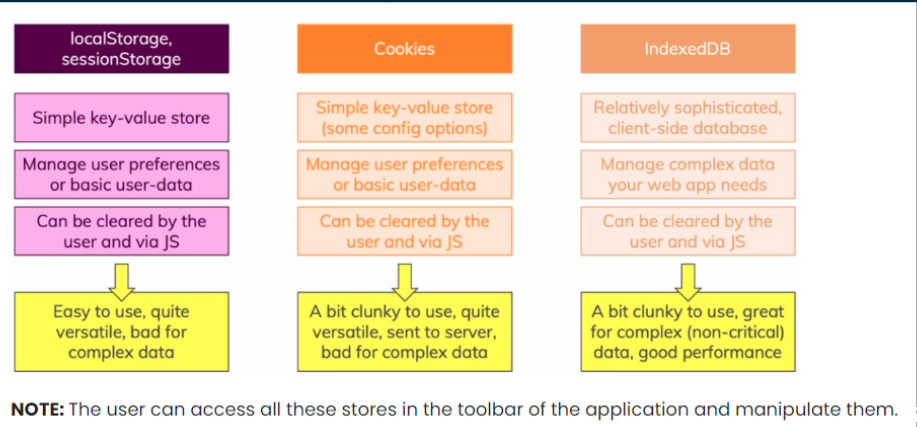 localStorage,
sessionStorage
Simple key-value store
Manage user preferences
or basic user-data
Can be cleared by the
user and via JS
Easy to use, quite
versatile, bad for
complex data
Cookies
Simple key-value store
(some config options)
Manage user preferences
or basic user-data
Can be cleared by the
user and via JS
A bit clunky to use, quite
versatile, sent to server,
bad for complex data
IndexedDB
Relatively sophisticated,
client-side database
Manage complex data
your web app needs
Can be cleared by the
user and via JS
A bit clunky to use, great
for complex (non-critical)
data, good performance
NOTE: The user can access all these stores in the toolbar of the application and manipulate them.